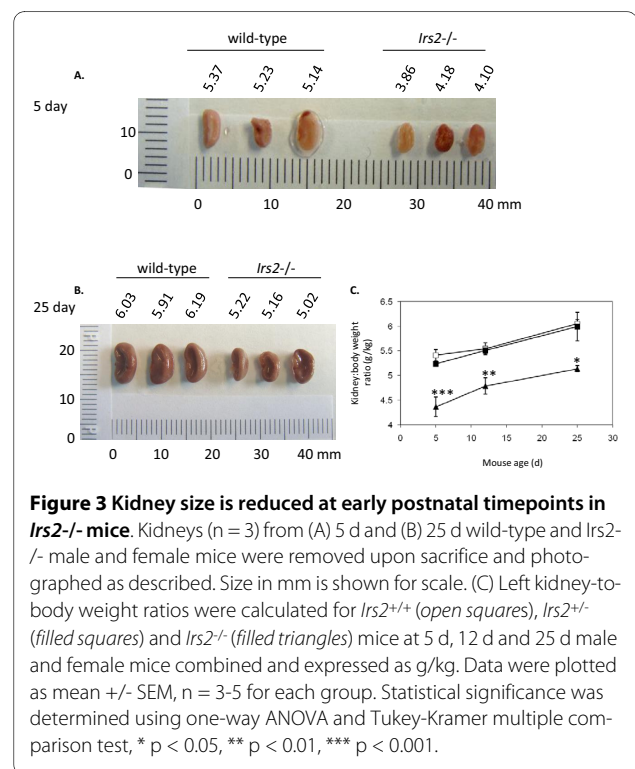 wild-type Irs2-/-
A.
5.37 5.23 5.14 3.86 4.18 4.10
5 day
10
0
0 10 20 30 40 mm
wild-type Irs2-/-
B.
6.03 5.91 6.19 5.22 5.16 5.02
25 day
20
10
0
0 10 20 30 40 mm
C.
Kidney:body weight
ratio (g/kg)
6.5
6
5.5
5
4.5
4
***
**
*
0 5 10 15 20 25 30
Mouse age (d)
Figure 3 Kidney size is reduced at early postnatal timepoints in
Irs2-/- mice. Kidneys (n = 3) from (A) 5 d and (B) 25 d wild-type and Irs2-
/- male and female mice were removed upon sacrifice and photo-
graphed as described. Size in mm is shown for scale. (C) Left kidney-to-
body weight ratios were calculated for Irs2+/+ (open squares), Irs2+/-
(filled squares) and Irs2-/- (filled triangles) mice at 5 d, 12 d and 25 d male
and female mice combined and expressed as g/kg. Data were plotted
as mean +/- SEM, n = 3-5 for each group. Statistical significance was
determined using one-way ANOVA and Tukey-Kramer multiple com-
parison test, * p < 0.05, ** p < 0.01, *** p < 0.001.